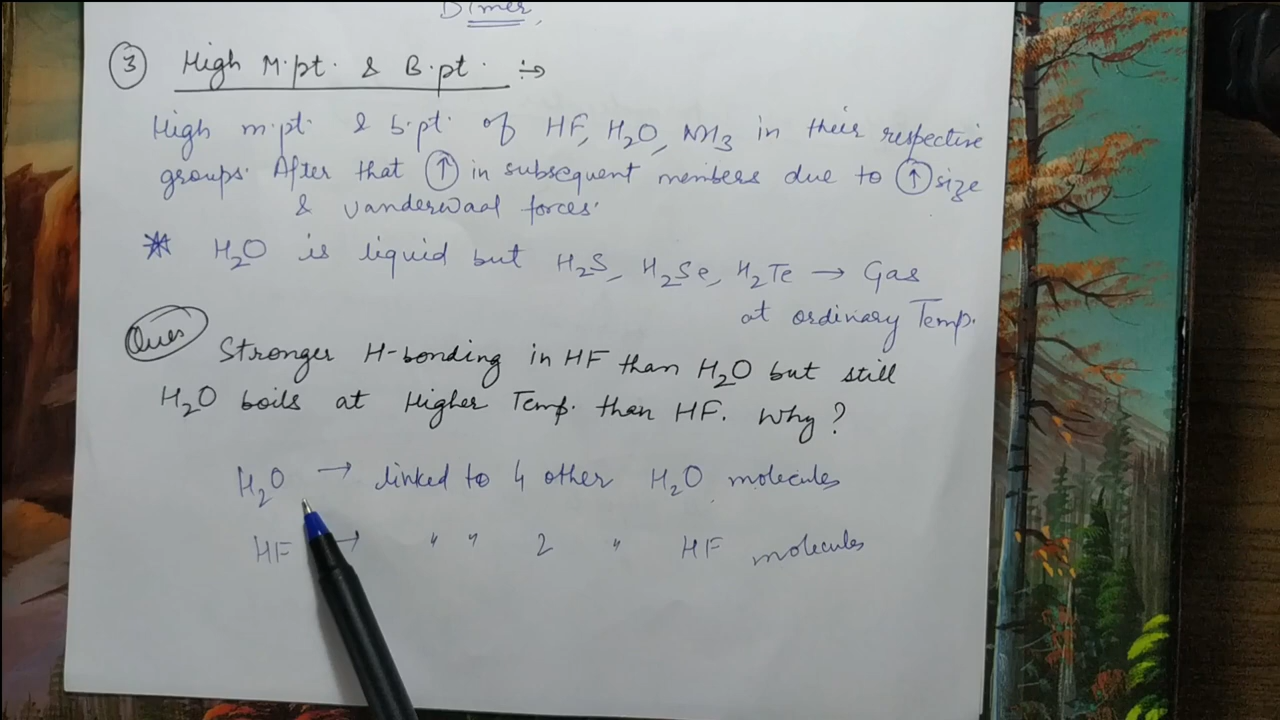 Dimer
③ High M.pt. & B.pt. :→
High m.pt. & b.pt. of HF, H₂O, NH₃ in their respective
groups. After that ↑ in subsequent members due to ↑ size
& vanderwaal forces.
* H₂O is liquid but H₂S, H₂Se, H₂Te → Gas
at ordinary Temp.
Ques Stronger H-bonding in HF than H₂O but still
H₂O boils at Higher Temp. than HF. Why?
H₂O → linked to 4 other H₂O molecules
HF → " " 2 " HF molecules